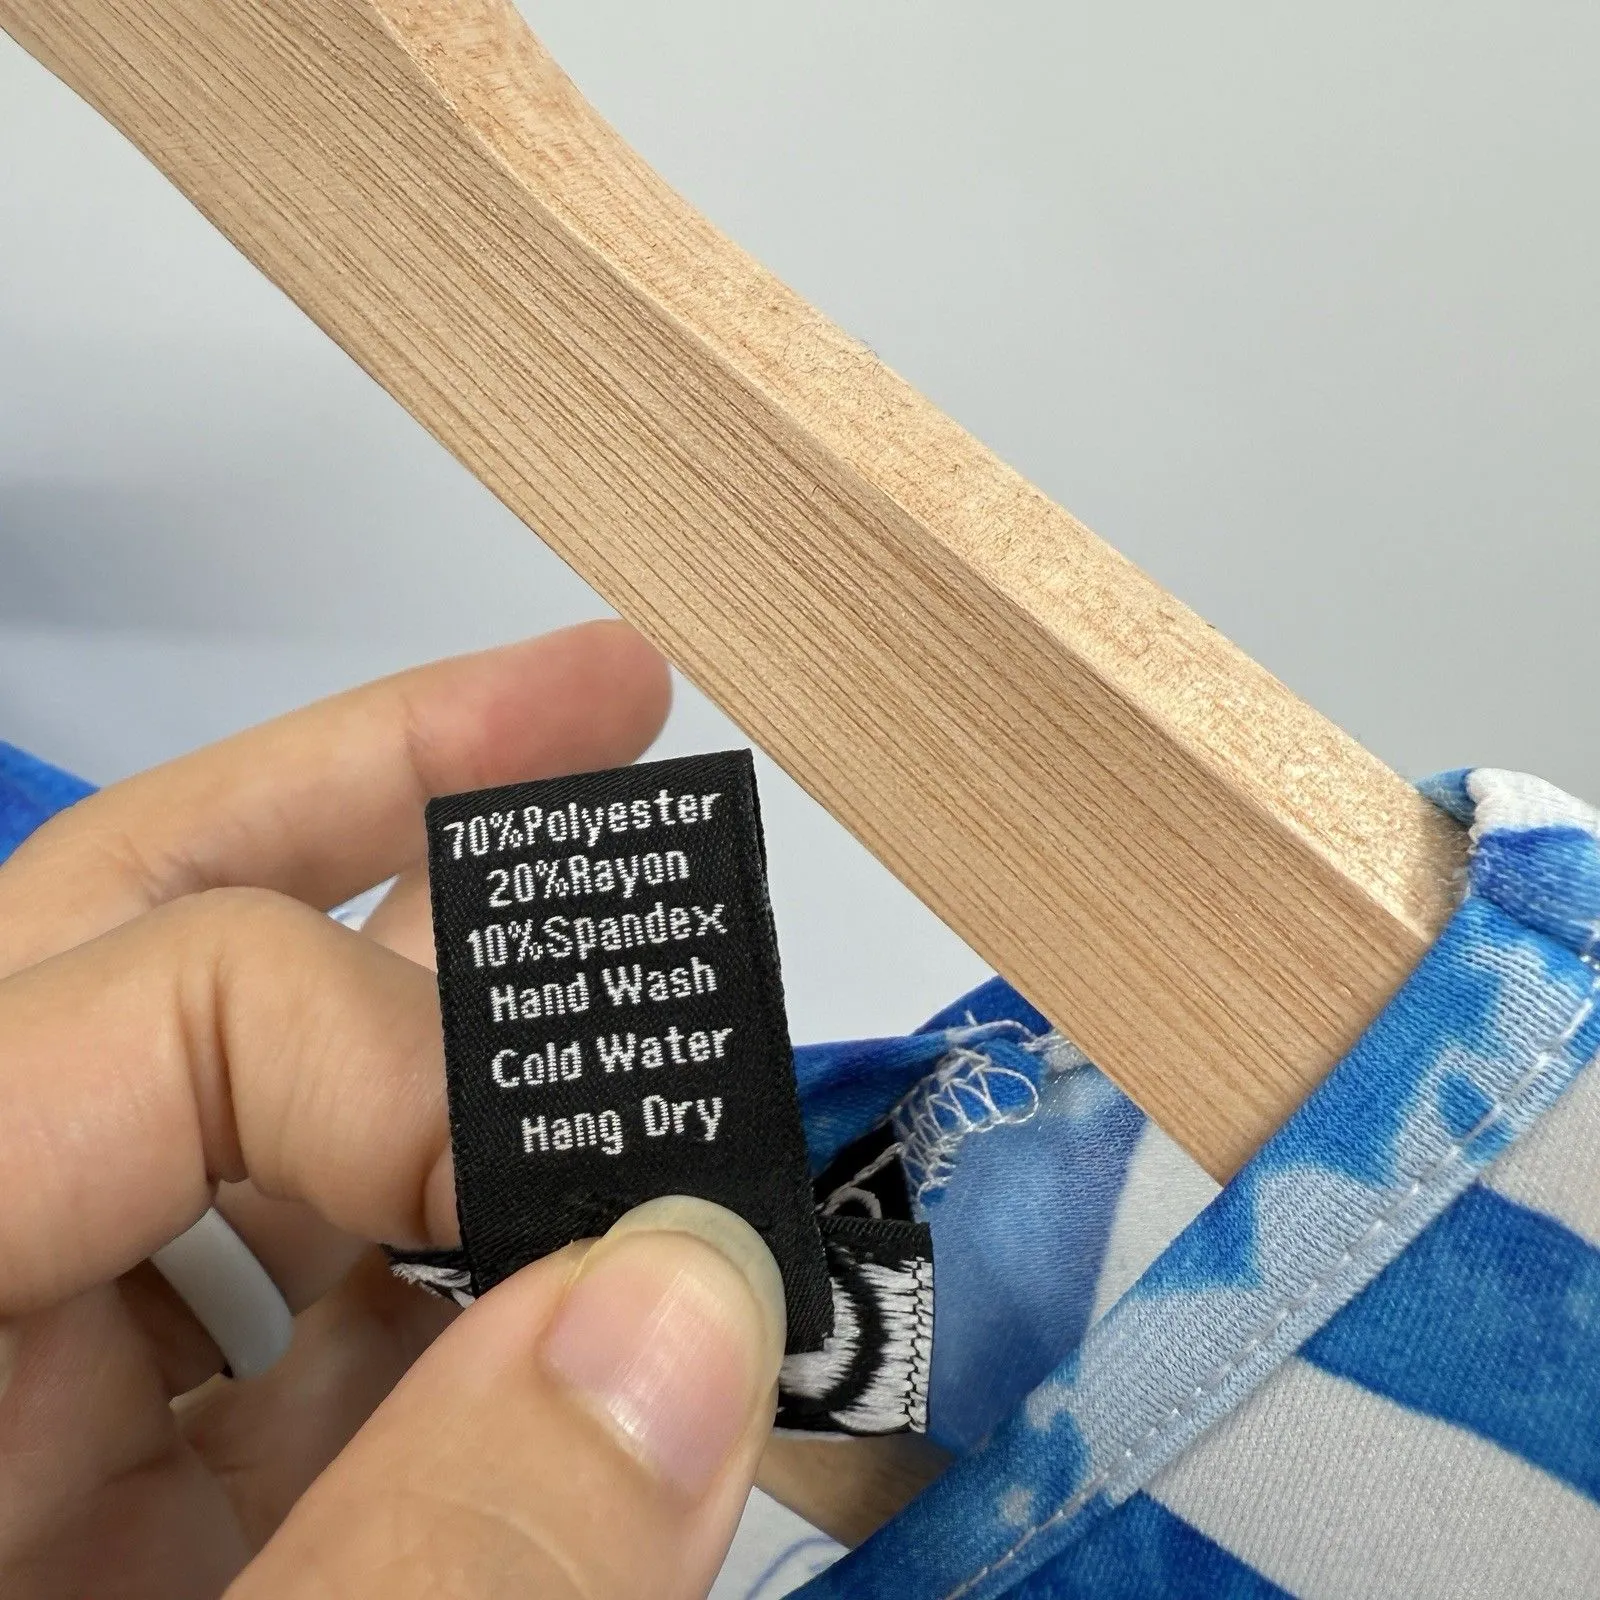 70%Polyester
20%Rayon
10%Spandex
Hand Wash
Cold Water
Hang Dry